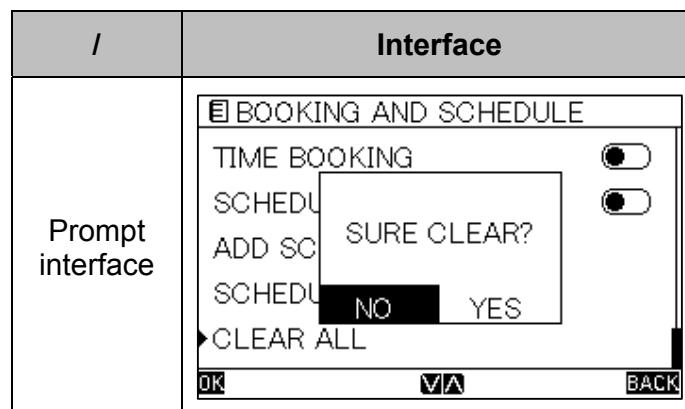 /
Interface
Prompt
interface
BOOKING AND SCHEDULE
TIME BOOKING
SCHEDU
ADD SC
SCHEDU
SURE CLEAR?
NO YES
CLEAR ALL
OK BACK